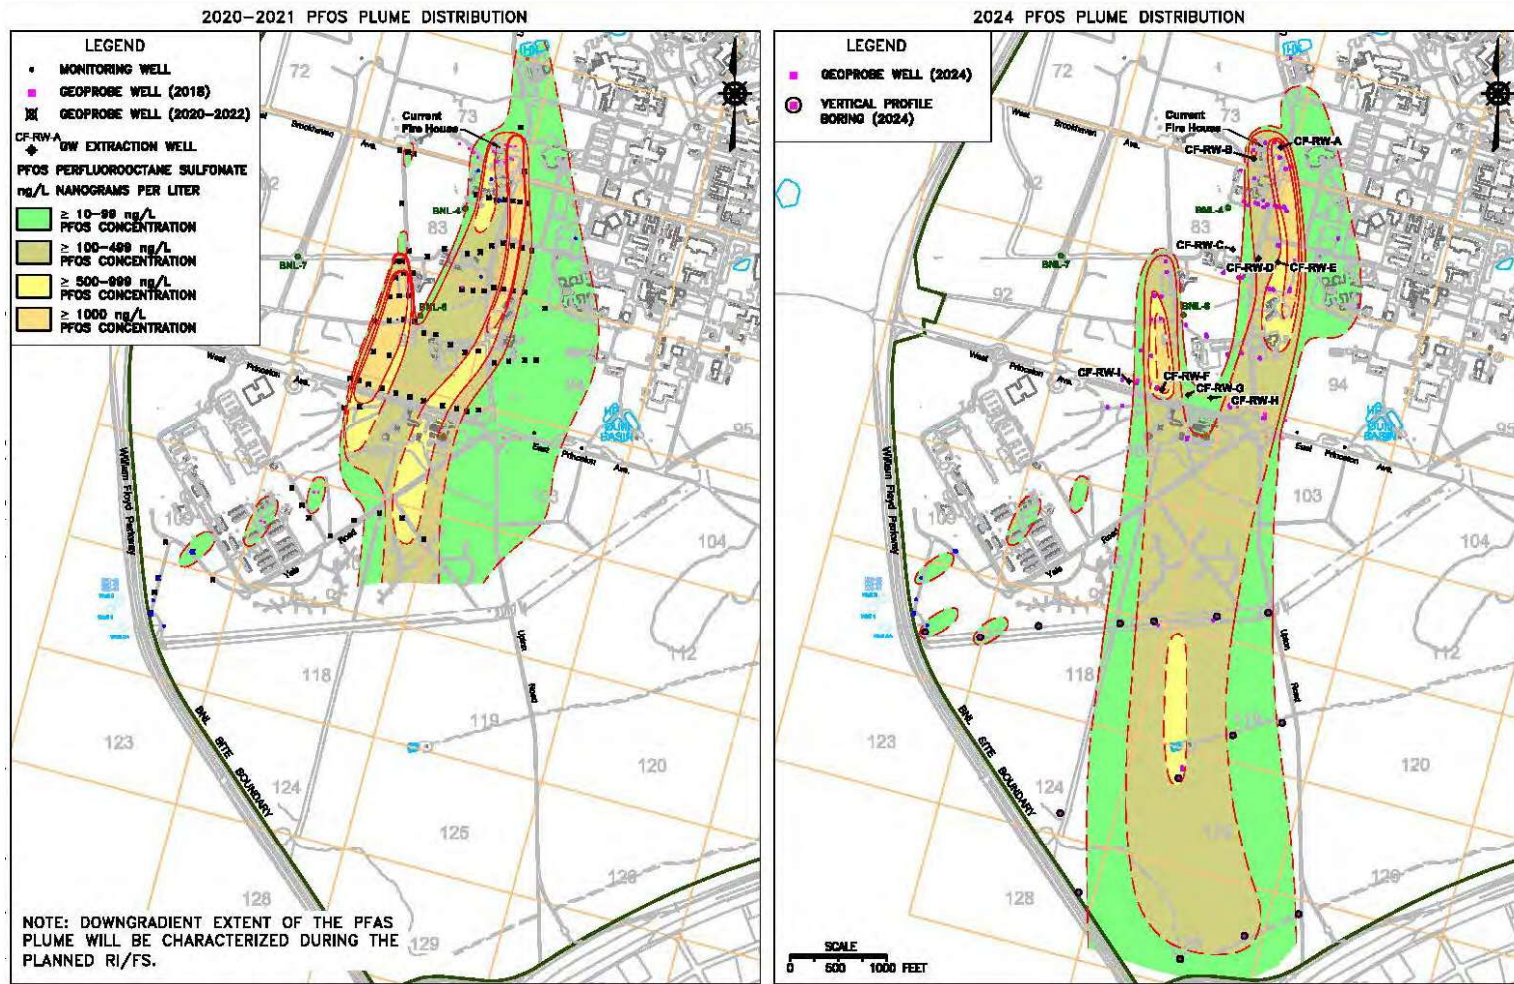 2020-2021 PFOS PLUME DISTRIBUTION
LEGEND
MONITORING WELL
GEOPROBE WELL (2018)
GEOPROBE WELL (2020-2022)
CF-RW-A
GW EXTRACTION WELL
PFOS PERFLUOROOCTANE SULFONATE
ng/L NANOGRAMS PER LITER
≥ 10-99 ng/L
PFOS CONCENTRATION
≥ 100-499 ng/L
PFOS CONCENTRATION
≥ 500-999 ng/L
PFOS CONCENTRATION
≥ 1000 ng/L
PFOS CONCENTRATION
72
73
Brookhaven Ave.
Current
Fire House
BNL-4
83
BNL-7
BNL-6
West Princeton Ave.
94
95
East Princeton Ave.
William Floyd Parkway
109
103
104
Yale Road
Upton Road
112
118
119
BNL SITE BOUNDARY
123
120
124
125
126
128
129
NOTE: DOWNGRADIENT EXTENT OF THE PFAS
PLUME WILL BE CHARACTERIZED DURING THE
PLANNED RI/FS.
2024 PFOS PLUME DISTRIBUTION
LEGEND
GEOPROBE WELL (2024)
VERTICAL PROFILE
BORING (2024)
72
73
West Brookhaven Ave.
Current
Fire House
CF-RW-A
CF-RW-B
BNL-4
83
CF-RW-C
BNL-7
CF-RW-D
CF-RW-E
92
BNL-6
West Princeton Ave.
CF-RW-I
CF-RW-F
CF-RW-G
CF-RW-H
94
95
East Princeton Ave.
William Floyd Parkway
109
103
104
Yale Road
Upton Road
112
118
119
BNL SITE BOUNDARY
123
120
124
126
128
SCALE
0 500 1000 FEET